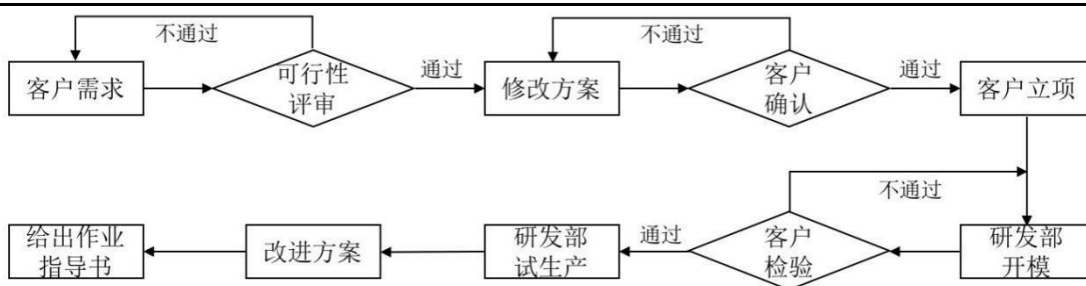 不通过
不通过
客户需求
可行性
评审
通过
修改方案
客户
确认
通过
客户立项
不通过
给出作业
指导书
改进方案
研发部
试生产
通过
客户
检验
研发部
开模